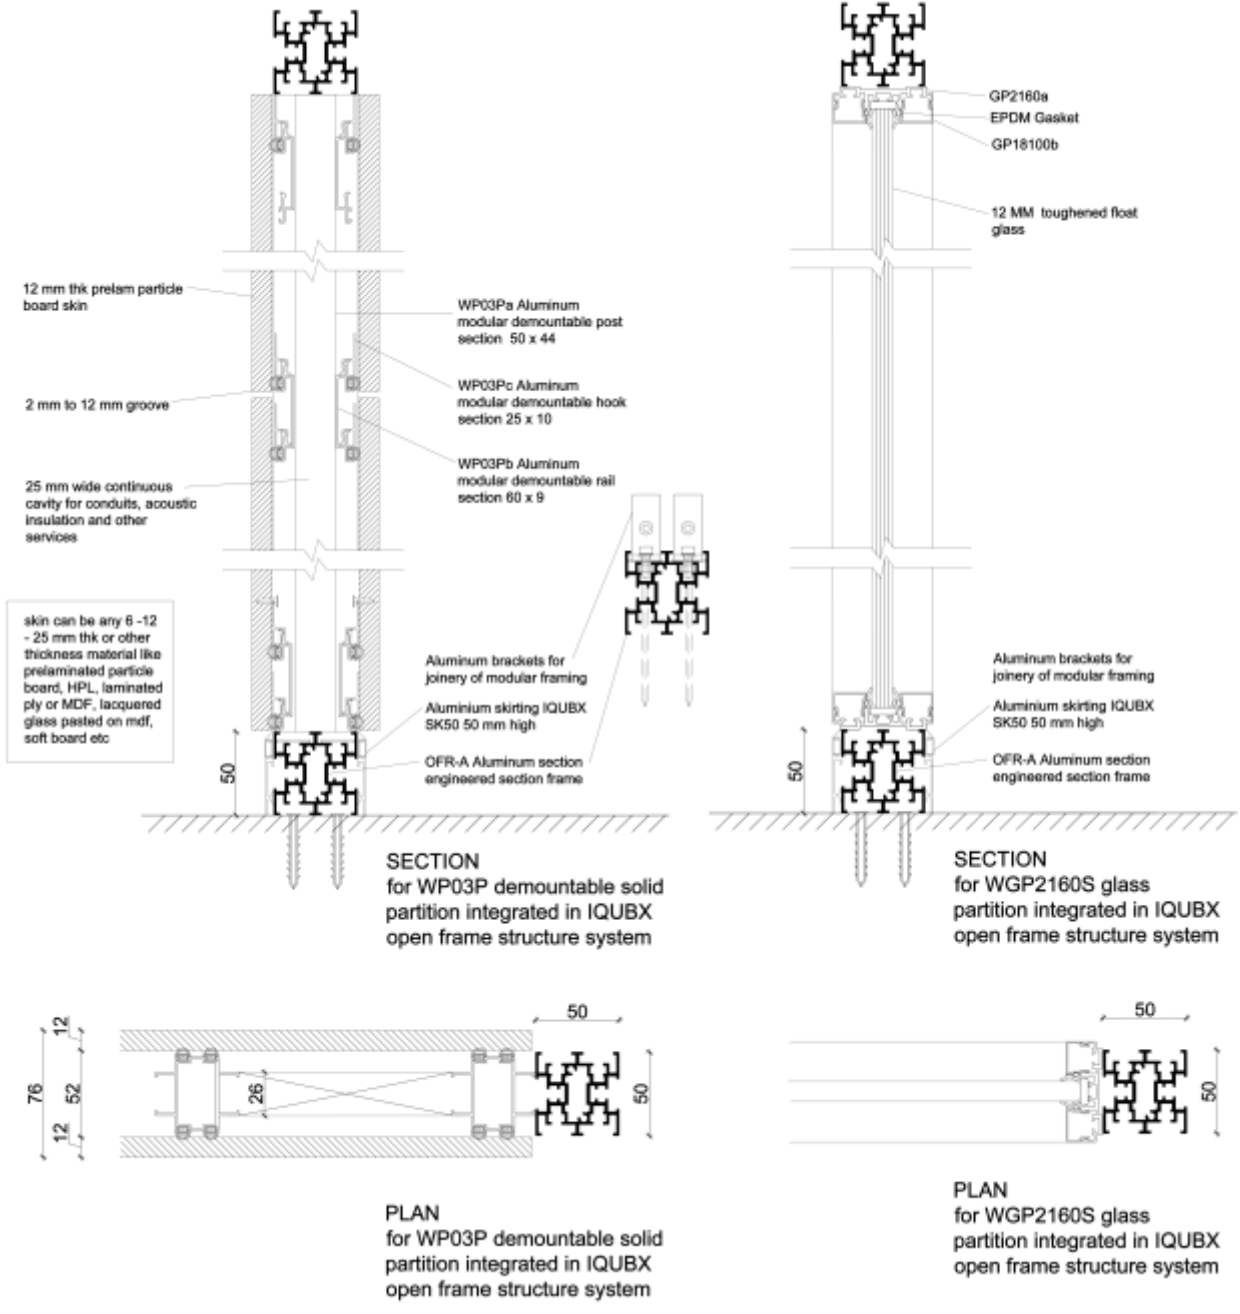 GP2160a
EPDM Gasket
GP18100b
12 MM  toughened float
glass
12 mm thk prelam particle
board skin
WP03Pa Aluminum
modular demountable post
section  50 x 44
2 mm to 12 mm groove
WP03Pc Aluminum
modular demountable hook
section 25 x 10
25 mm wide continuous
cavity for conduits, acoustic
insulation and other
services
WP03Pb Aluminum
modular demountable rail
section 60 x 9
skin can be any 6 -12
- 25 mm thk or other
thickness material like
prelaminated particle
board, HPL, laminated
ply or MDF, lacquered
glass pasted on mdf,
soft board etc
Aluminum brackets for
joinery of modular framing
Aluminium skirting IQUBX
SK50 50 mm high
OFR-A Aluminum section
engineered section frame
50
Aluminum brackets for
joinery of modular framing
Aluminium skirting IQUBX
SK50 50 mm high
OFR-A Aluminum section
engineered section frame
50
SECTION
for WP03P demountable solid
partition integrated in IQUBX
open frame structure system
SECTION
for WGP2160S glass
partition integrated in IQUBX
open frame structure system
12
76
52
12
26
50
50
50
50
PLAN
for WP03P demountable solid
partition integrated in IQUBX
open frame structure system
PLAN
for WGP2160S glass
partition integrated in IQUBX
open frame structure system